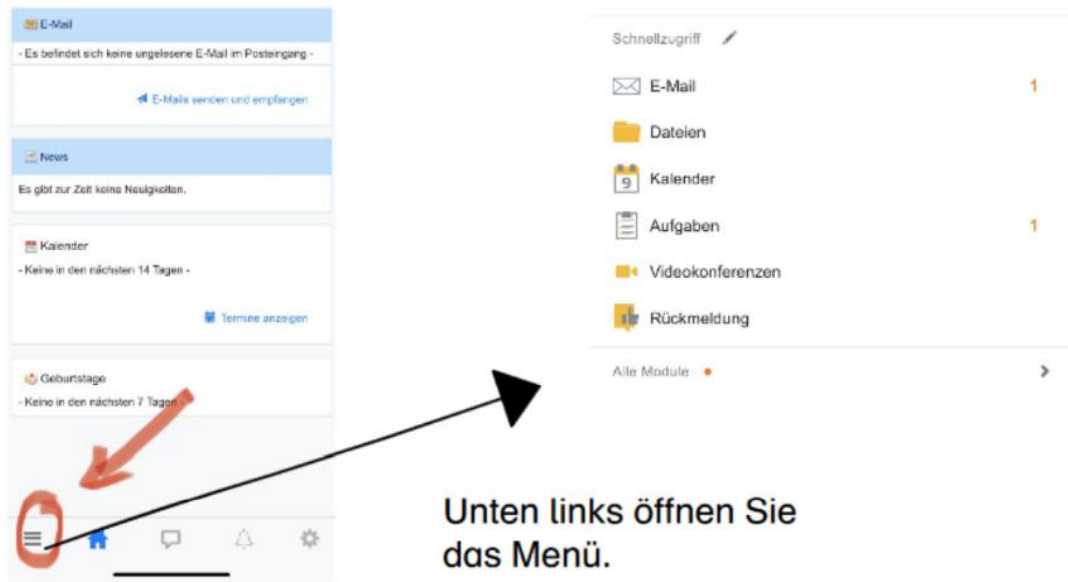 E-Mail
- Es befindet sich keine ungelesene E-Mail im Posteingang -
E-Mails senden und empfangen
News
Es gibt zur Zeit keine Neuigkeiten.
Kalender
- Keine in den nächsten 14 Tagen -
Termine anzeigen
Geburtstage
- Keine in den nächsten 7 Tagen -
Schnellzugriff
E-Mail 1
Dateien
9 Kalender
Aufgaben 1
Videokonferenzen
Rückmeldung
Alle Module
Unten links öffnen Sie
das Menü.